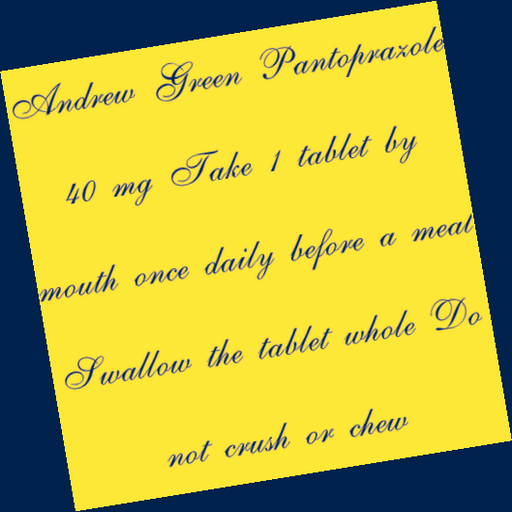 Andrew Green Pantoprazole
40 mg Take 1 tablet by
mouth once daily before a meal
Swallow the tablet whole Do
not crush or chew